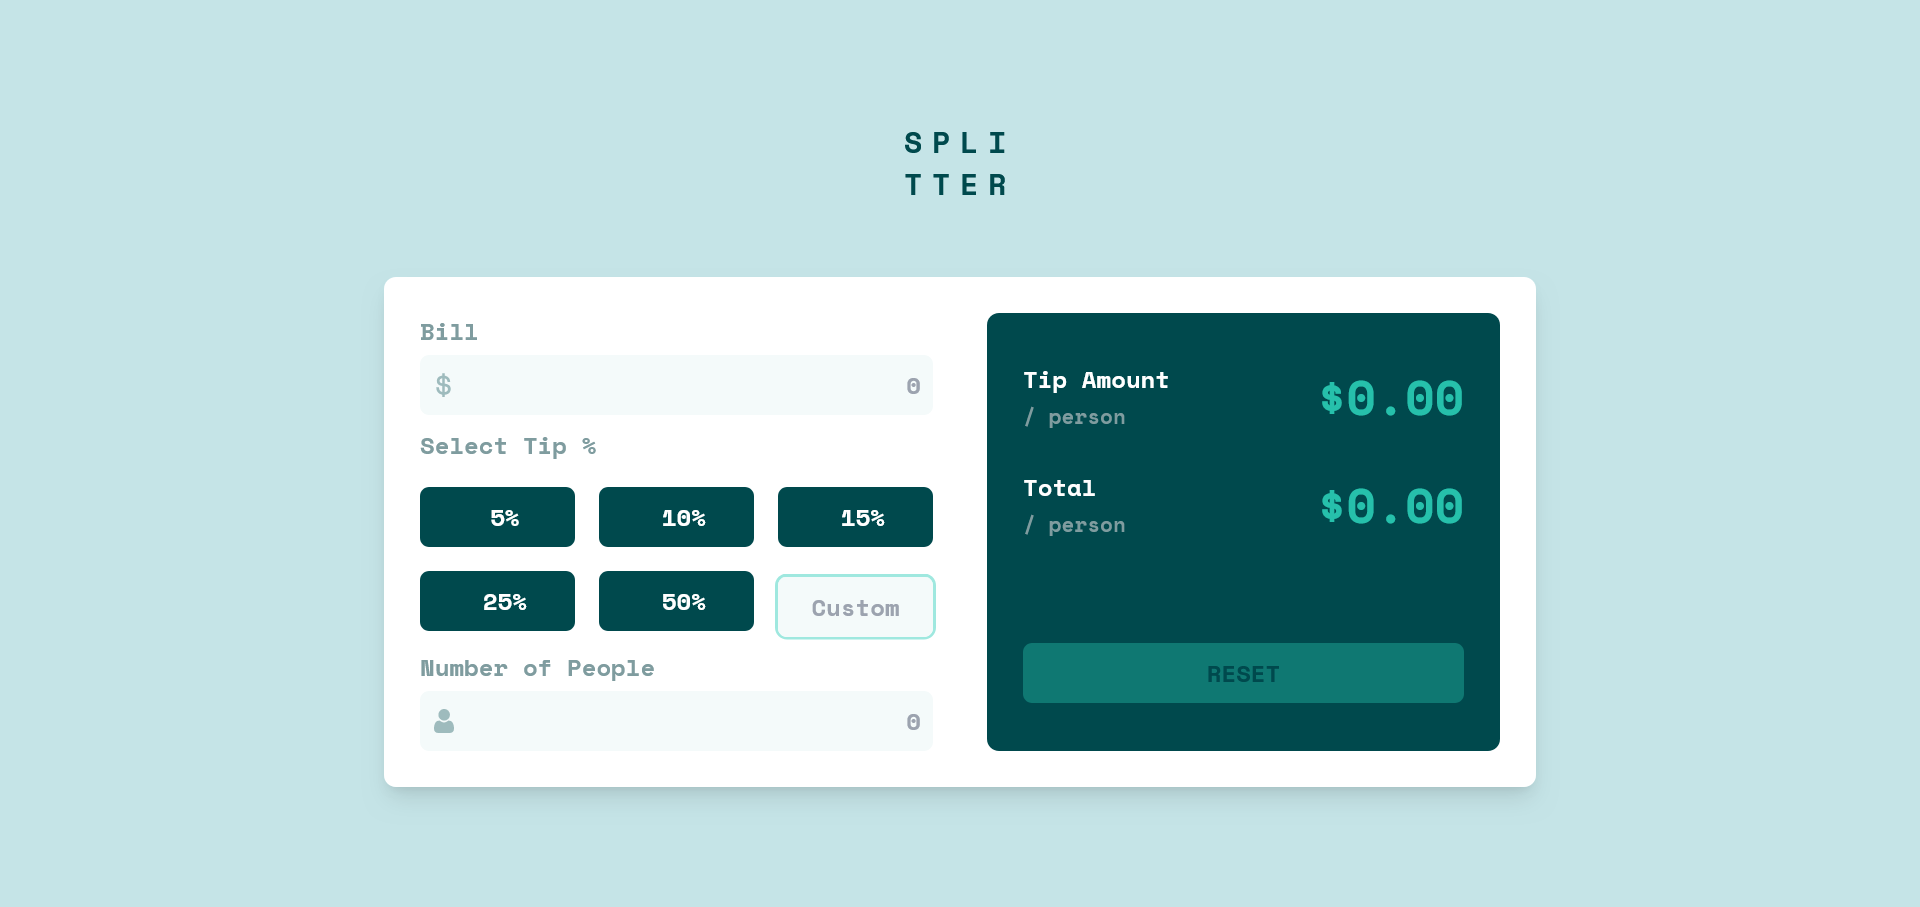 SPLI
TTER
Bill
$ 0
Select Tip %
5% 10% 15%
25% 50% Custom
Number of People
0
Tip Amount
/ person
$0.00
Total
/ person
$0.00
RESET